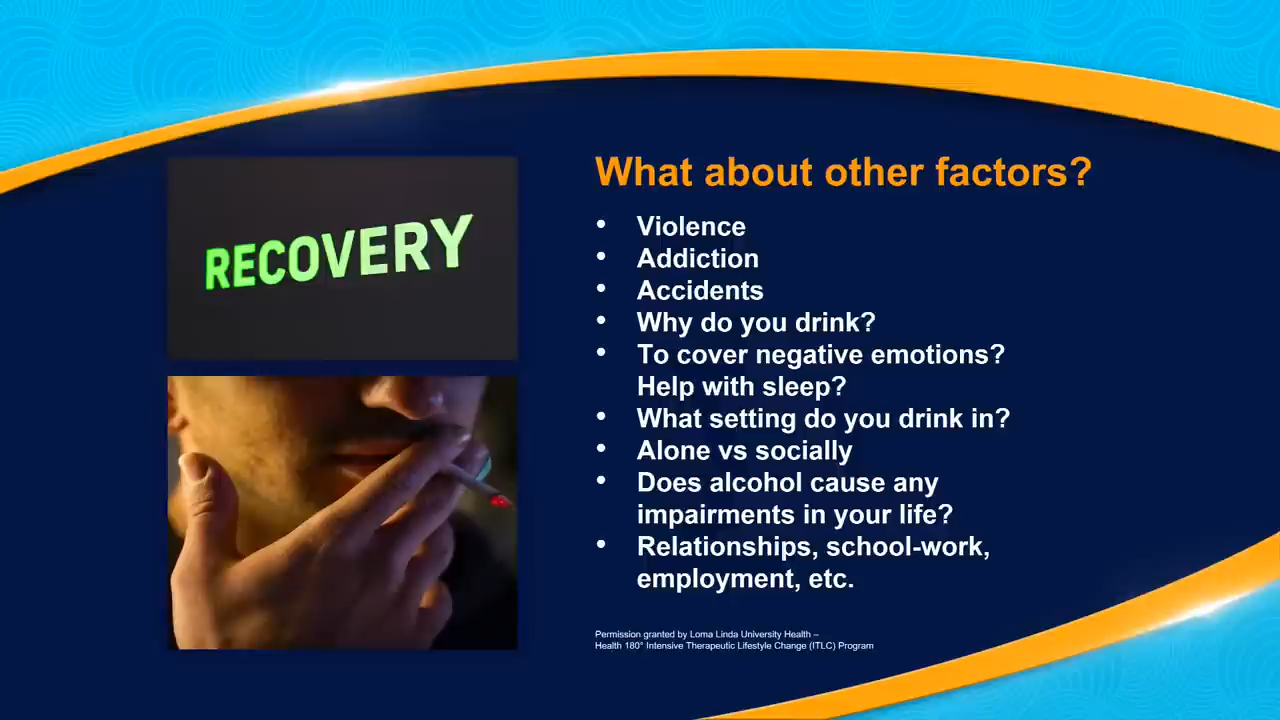 RECOVERY
What about other factors?
• Violence
• Addiction
• Accidents
• Why do you drink?
• To cover negative emotions?
Help with sleep?
• What setting do you drink in?
• Alone vs socially
• Does alcohol cause any
impairments in your life?
• Relationships, school-work,
employment, etc.
Permission granted by Loma Linda University Health –
Health 180° Intensive Therapeutic Lifestyle Change (ITLC) Program